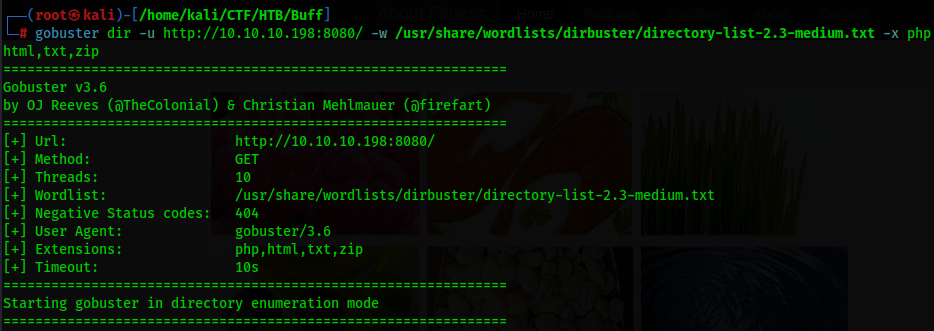 ┌──(root㉿kali)-[/home/kali/CTF/HTB/Buff]
└─# gobuster dir -u http://10.10.10.198:8080/ -w /usr/share/wordlists/dirbuster/directory-list-2.3-medium.txt -x php
html,txt,zip
===============================================================
Gobuster v3.6
by OJ Reeves (@TheColonial) & Christian Mehlmauer (@firefart)
===============================================================
[+] Url:                     http://10.10.10.198:8080/
[+] Method:                  GET
[+] Threads:                 10
[+] Wordlist:                /usr/share/wordlists/dirbuster/directory-list-2.3-medium.txt
[+] Negative Status codes:   404
[+] User Agent:              gobuster/3.6
[+] Extensions:              php,html,txt,zip
[+] Timeout:                 10s
===============================================================
Starting gobuster in directory enumeration mode
===============================================================